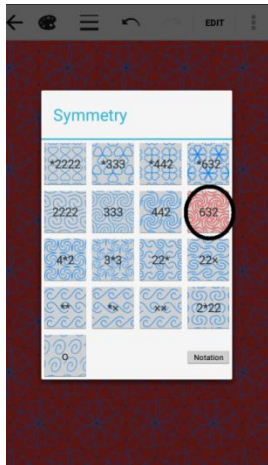 EDIT
Symmetry
*2222 *333 *442 *632
2222 333 442 632
4*2 3*3 22* 22×
** *× ×× 2*22
o
Notation